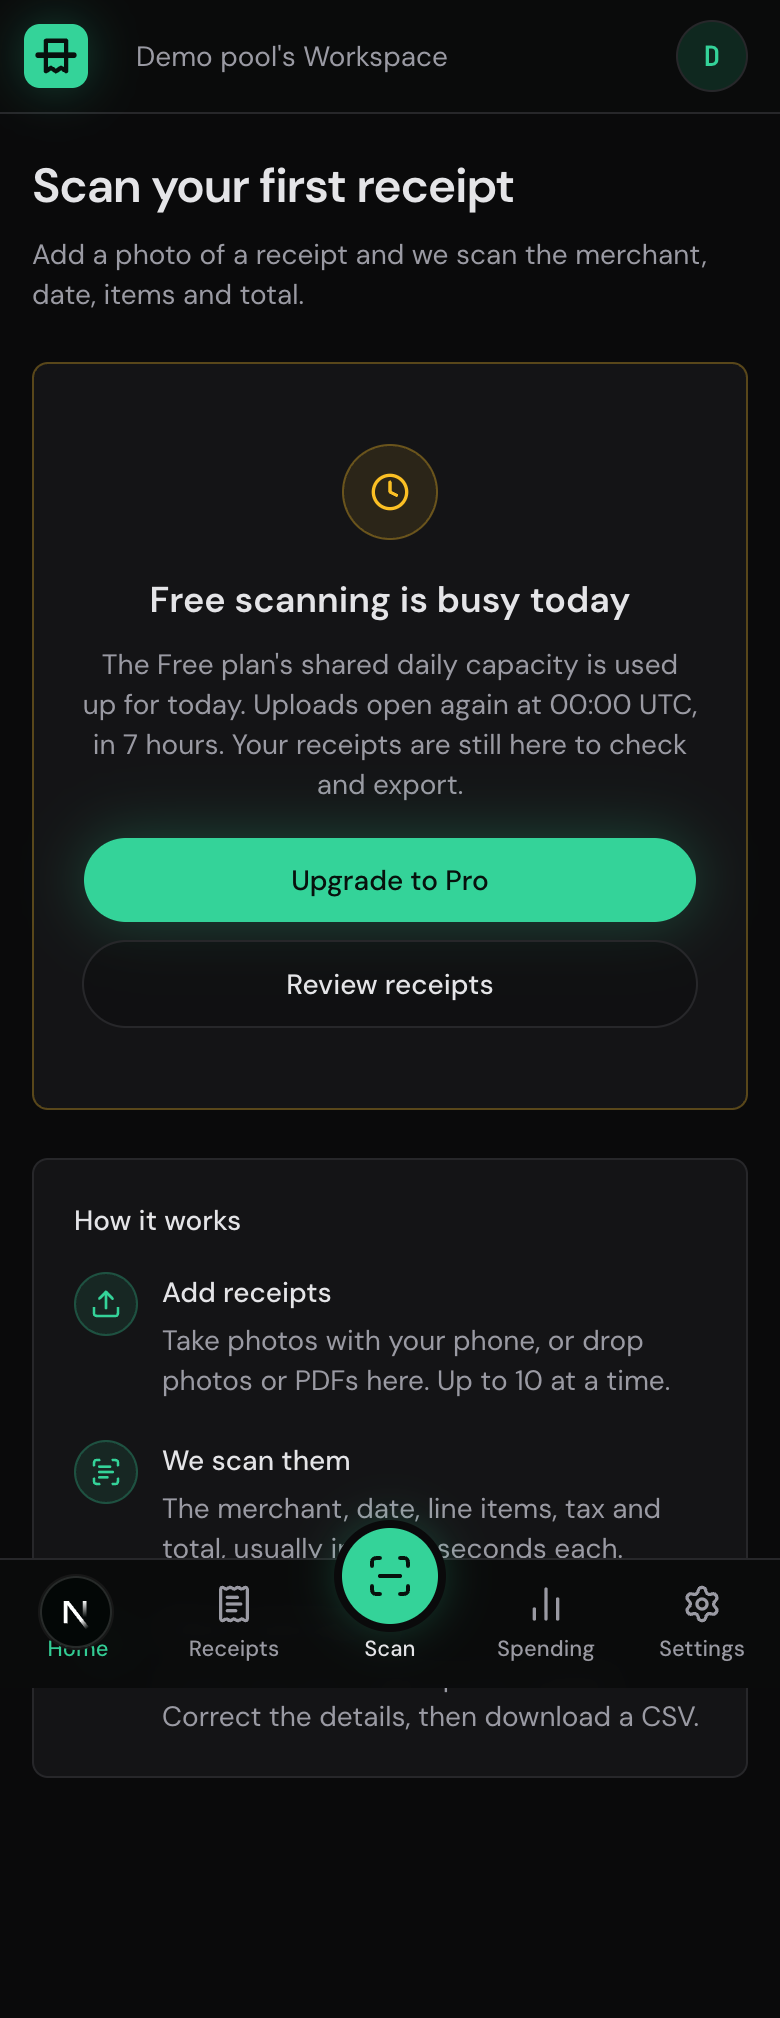 Demo pool's Workspace
D
Scan your first receipt
Add a photo of a receipt and we scan the merchant,
date, items and total.
Free scanning is busy today
The Free plan's shared daily capacity is used
up for today. Uploads open again at 00:00 UTC,
in 7 hours. Your receipts are still here to check
and export.
Upgrade to Pro
Review receipts
How it works
Add receipts
Take photos with your phone, or drop
photos or PDFs here. Up to 10 at a time.
We scan them
The merchant, date, line items, tax and
total, usually seconds each.
N
Home
Receipts
Scan
Spending
Settings
Correct the details, then download a CSV.